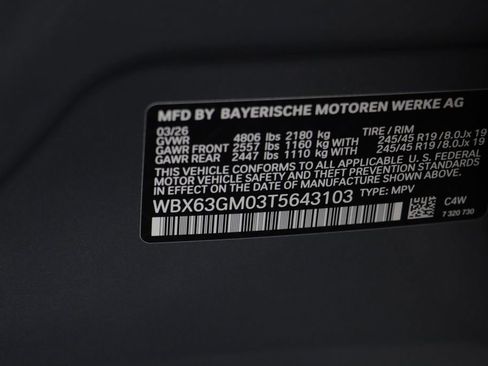 MFD BY BAYERISCHE MOTOREN WERKE AG
03/26 TIRE / RIM
GVWR 4806 lbs 2180 kg
GAWR FRONT 2557 lbs 1160 kg 245/45 R19 /8.0Jx 19
GAWR REAR 2447 lbs 1110 kg 245/45 R19 /8.0Jx 19
THIS VEHICLE CONFORMS TO ALL APPLICABLE U. S. FEDERAL
MOTOR VEHICLE SAFETY, BUMPER, AND THEFT PREVENTION STANDARDS
IN EFFECT ON THE DATE OF MANUFACTURE SHOWN ABOVE.
WBX63GM03T5643103 TYPE: MPV
C4W
7 320 730